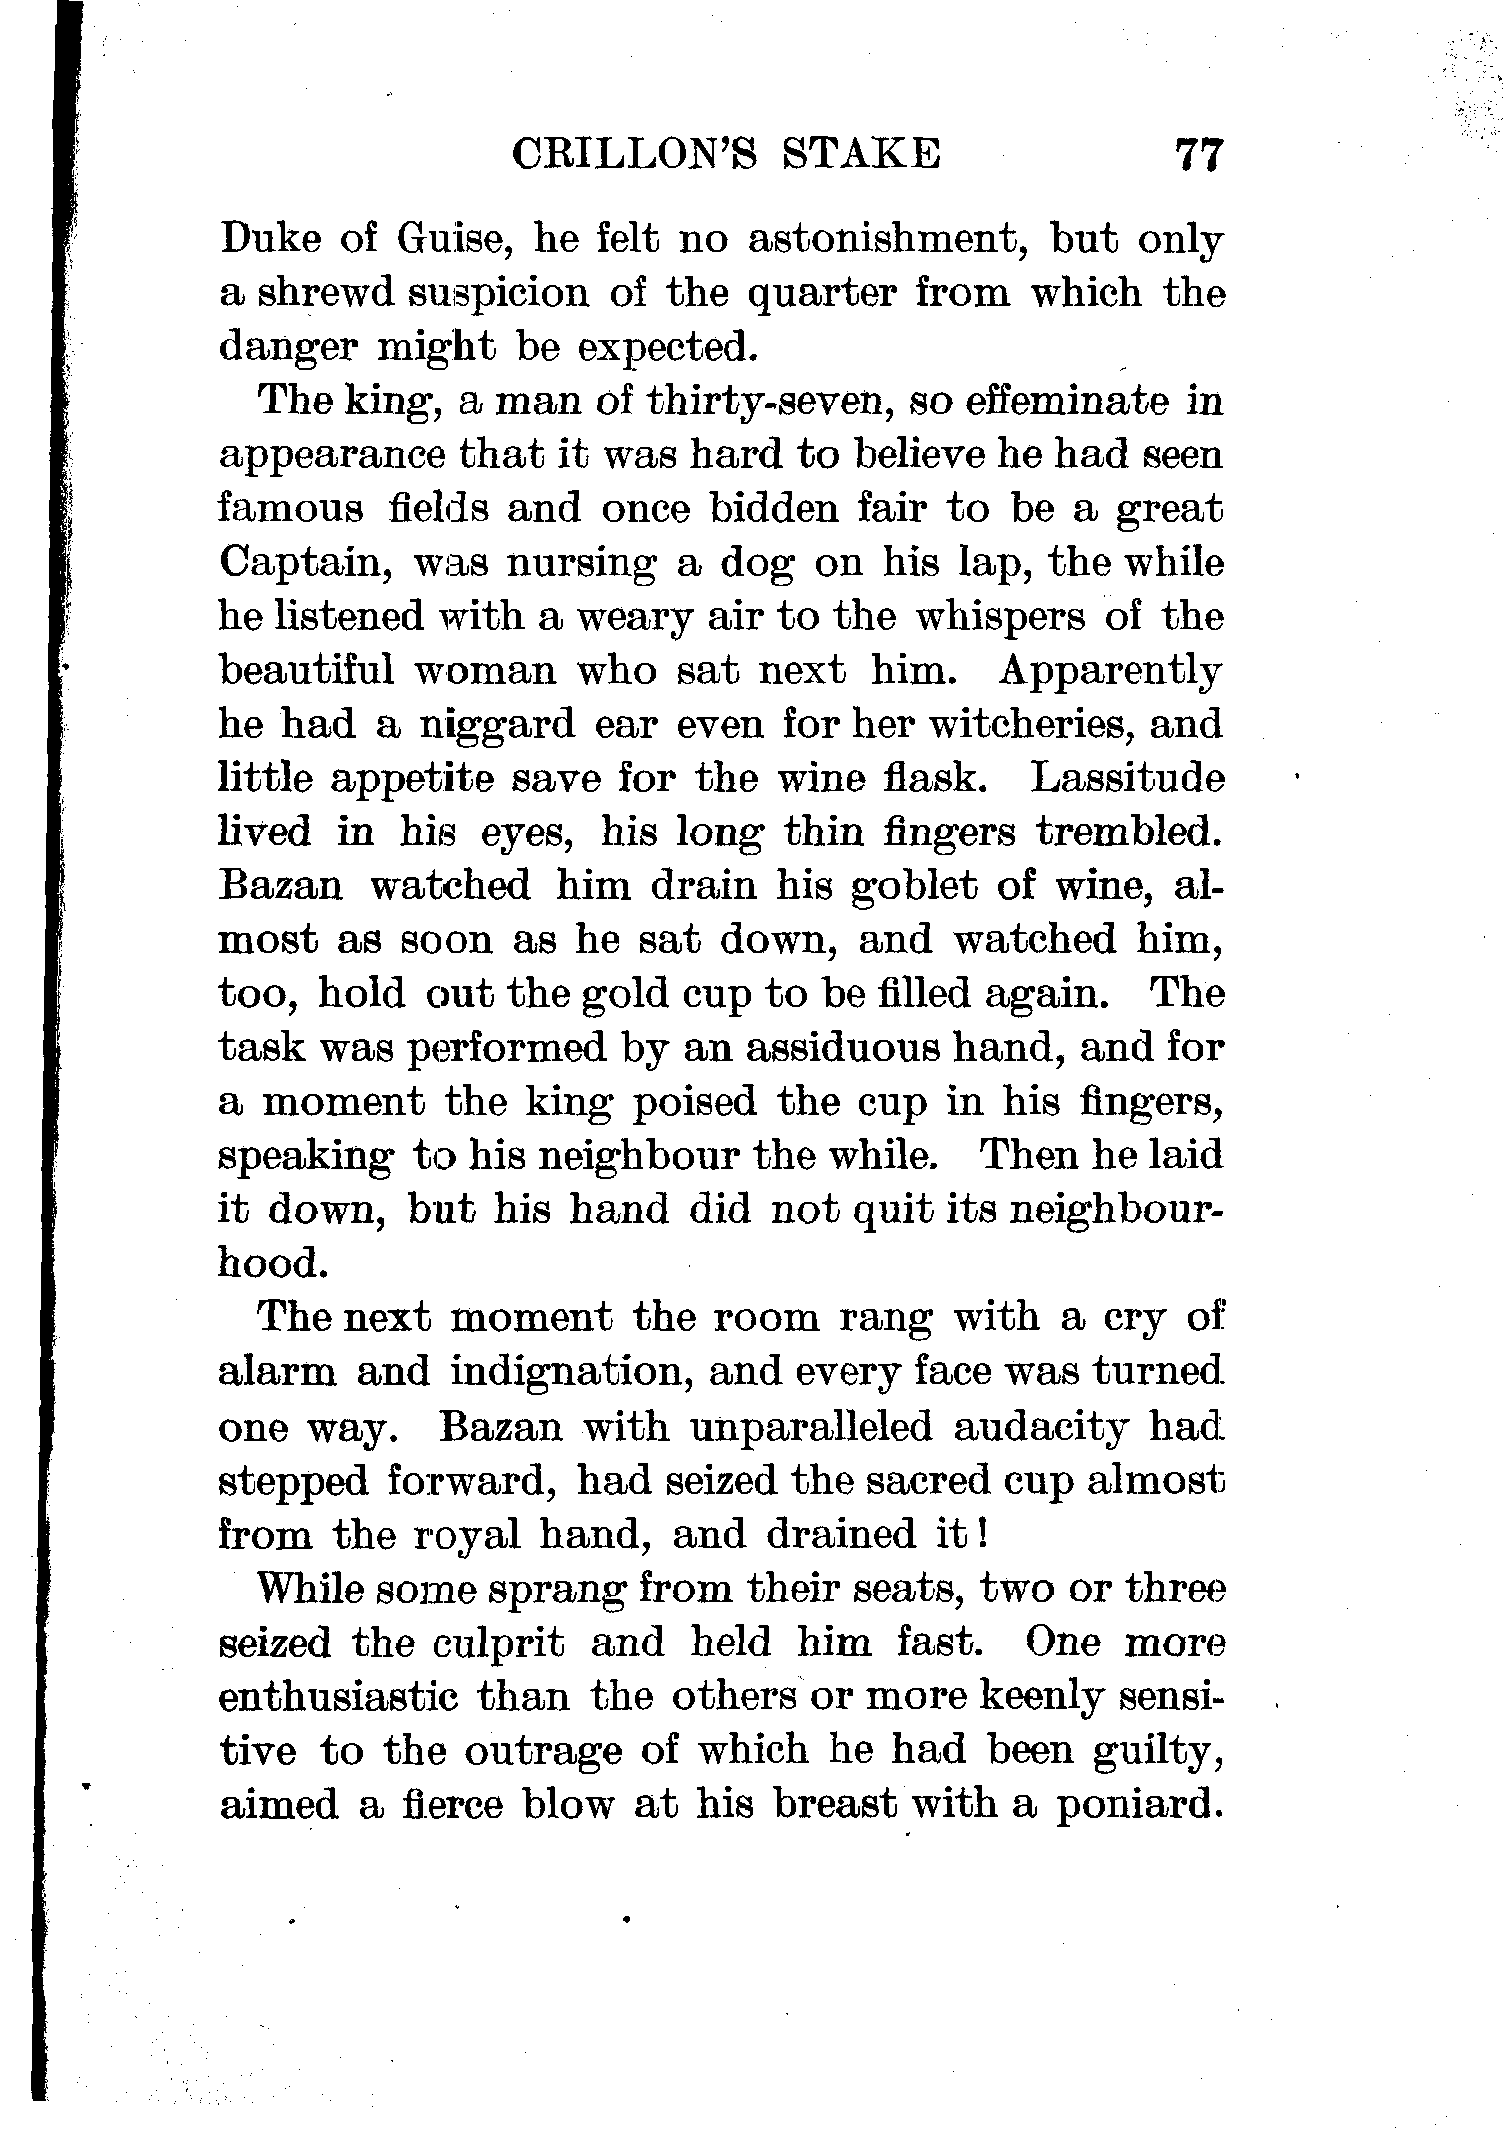 CRILLON'S STAKE 77
Duke of Guise, he felt no astonishment, but only
a shrewd suspicion of the quarter from which the
danger might be expected.
The king, a man of thirty-seven, so effeminate in
appearance that it was hard to believe he had seen
famous fields and once bidden fair to be a great
Captain, was nursing a dog on his lap, the while
he listened with a weary air to the whispers of the
beautiful woman who sat next him. Apparently
he had a niggard ear even for her witcheries, and
little appetite save for the wine flask. Lassitude
lived in his eyes, his long thin fingers trembled.
Bazan watched him drain his goblet of wine, al-
most as soon as he sat down, and watched him,
too, hold out the gold cup to be filled again. The
task was performed by an assiduous hand, and for
a moment the king poised the cup in his fingers,
speaking to his neighbour the while. Then he laid
it down, but his hand did not quit its neighbour-
hood.
The next moment the room rang with a cry of
alarm and indignation, and every face was turned
one way. Bazan with unparalleled audacity had
stepped forward, had seized the sacred cup almost
from the royal hand, and drained it!
While some sprang from their seats, two or three
seized the culprit and held him fast. One more
enthusiastic than the others or more keenly sensi-
tive to the outrage of which he had been guilty,
aimed a fierce blow at his breast with a poniard.